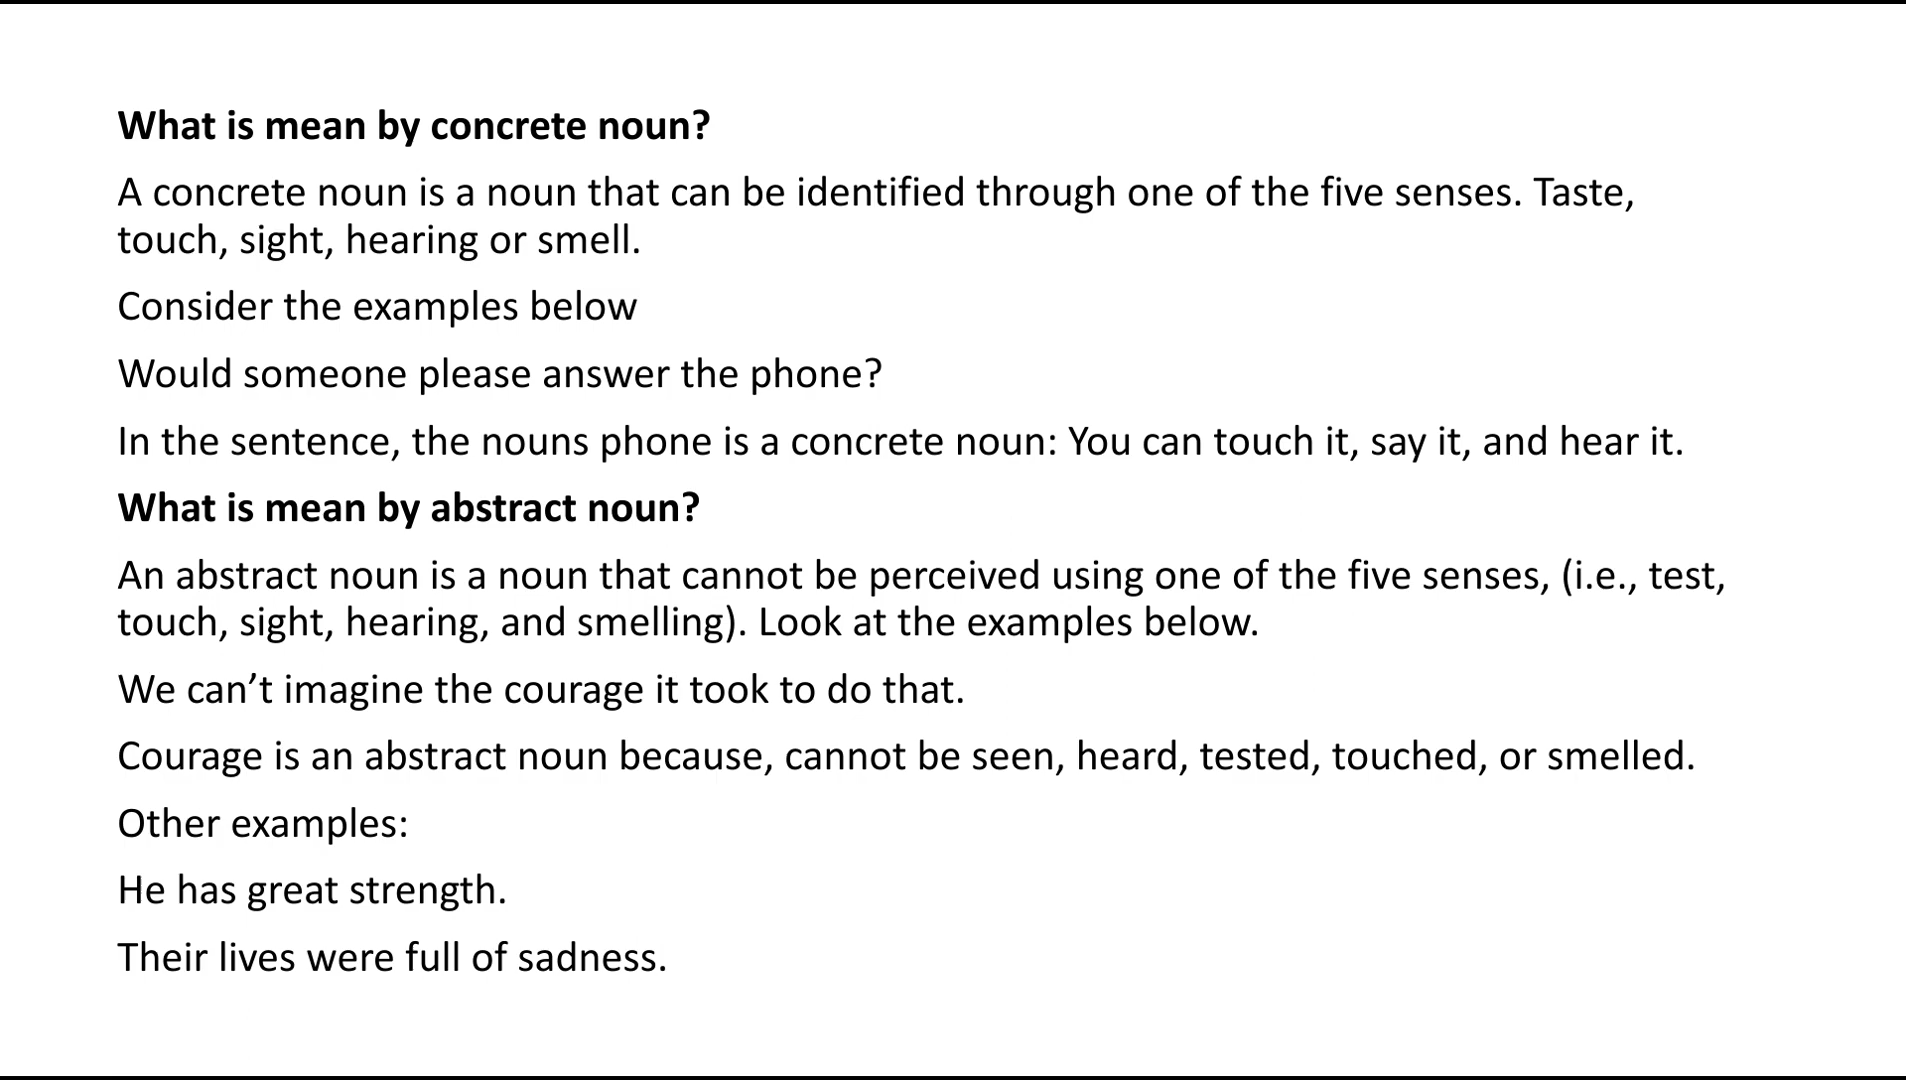 What is mean by concrete noun?
A concrete noun is a noun that can be identified through one of the five senses. Taste,
touch, sight, hearing or smell.
Consider the examples below
Would someone please answer the phone?
In the sentence, the nouns phone is a concrete noun: You can touch it, say it, and hear it.
What is mean by abstract noun?
An abstract noun is a noun that cannot be perceived using one of the five senses, (i.e., test,
touch, sight, hearing, and smelling). Look at the examples below.
We can’t imagine the courage it took to do that.
Courage is an abstract noun because, cannot be seen, heard, tested, touched, or smelled.
Other examples:
He has great strength.
Their lives were full of sadness.